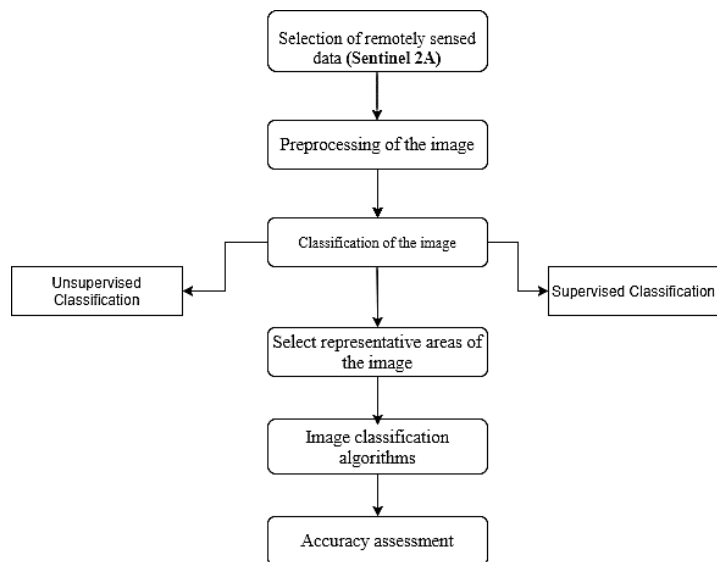 Selection of remotely sensed
data (Sentinel 2A)
Preprocessing of the image
Classification of the image
Unsupervised
Classification
Supervised Classification
Select representative areas of
the image
Image classification
algorithms
Accuracy assessment